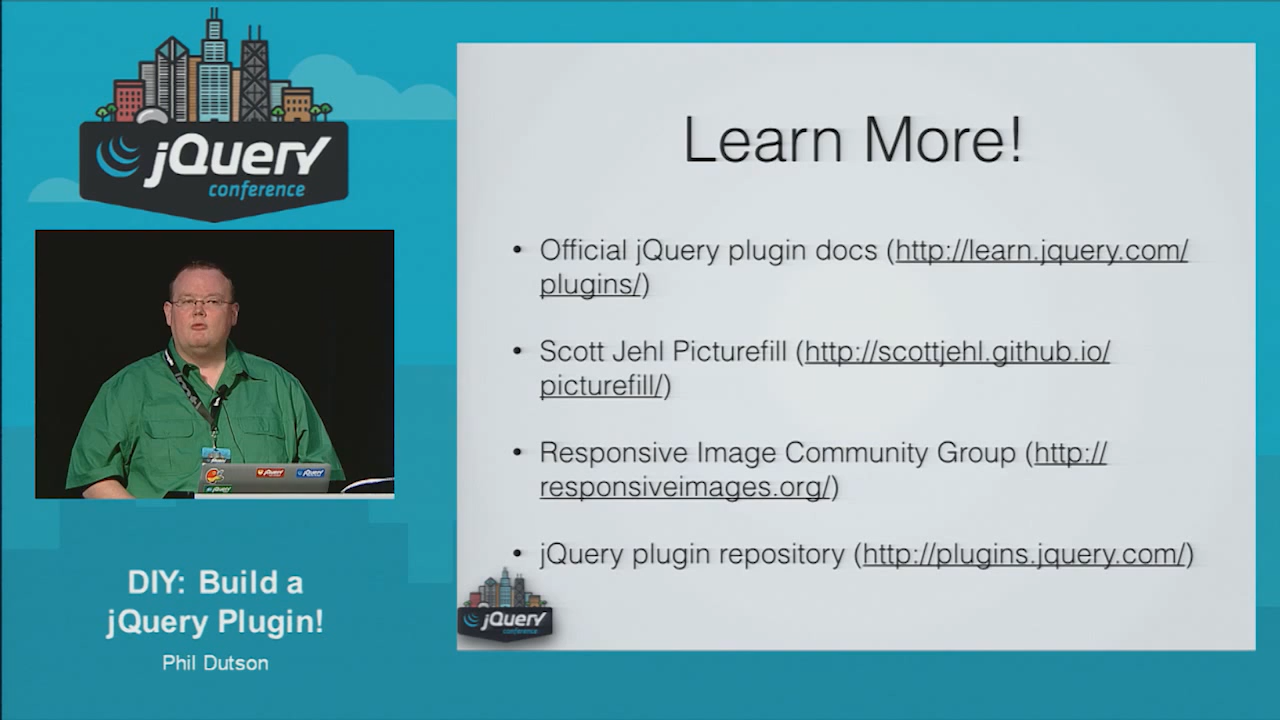 jQuery
conference
DIY: Build a
jQuery Plugin!
Phil Dutson
Learn More!
• Official jQuery plugin docs (http://learn.jquery.com/
plugins/)
• Scott Jehl Picturefill (http://scottjehl.github.io/
picturefill/)
• Responsive Image Community Group (http://
responsiveimages.org/)
• jQuery plugin repository (http://plugins.jquery.com/)
jQuery
conference